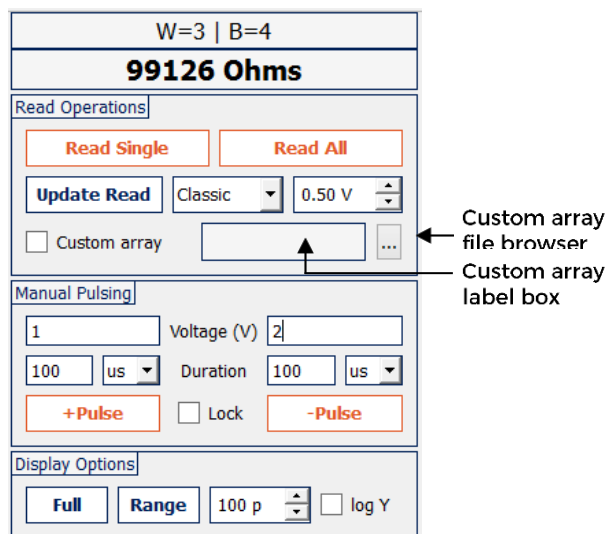 W=3 | B=4
99126 Ohms
Read Operations
Read Single Read All
Update Read Classic 0.50 V
Custom array ...
Custom array
file browser
Custom array
label box
Manual Pulsing
1 Voltage (V) 2
100 us Duration 100 us
+Pulse Lock -Pulse
Display Options
Full Range 100 p log Y